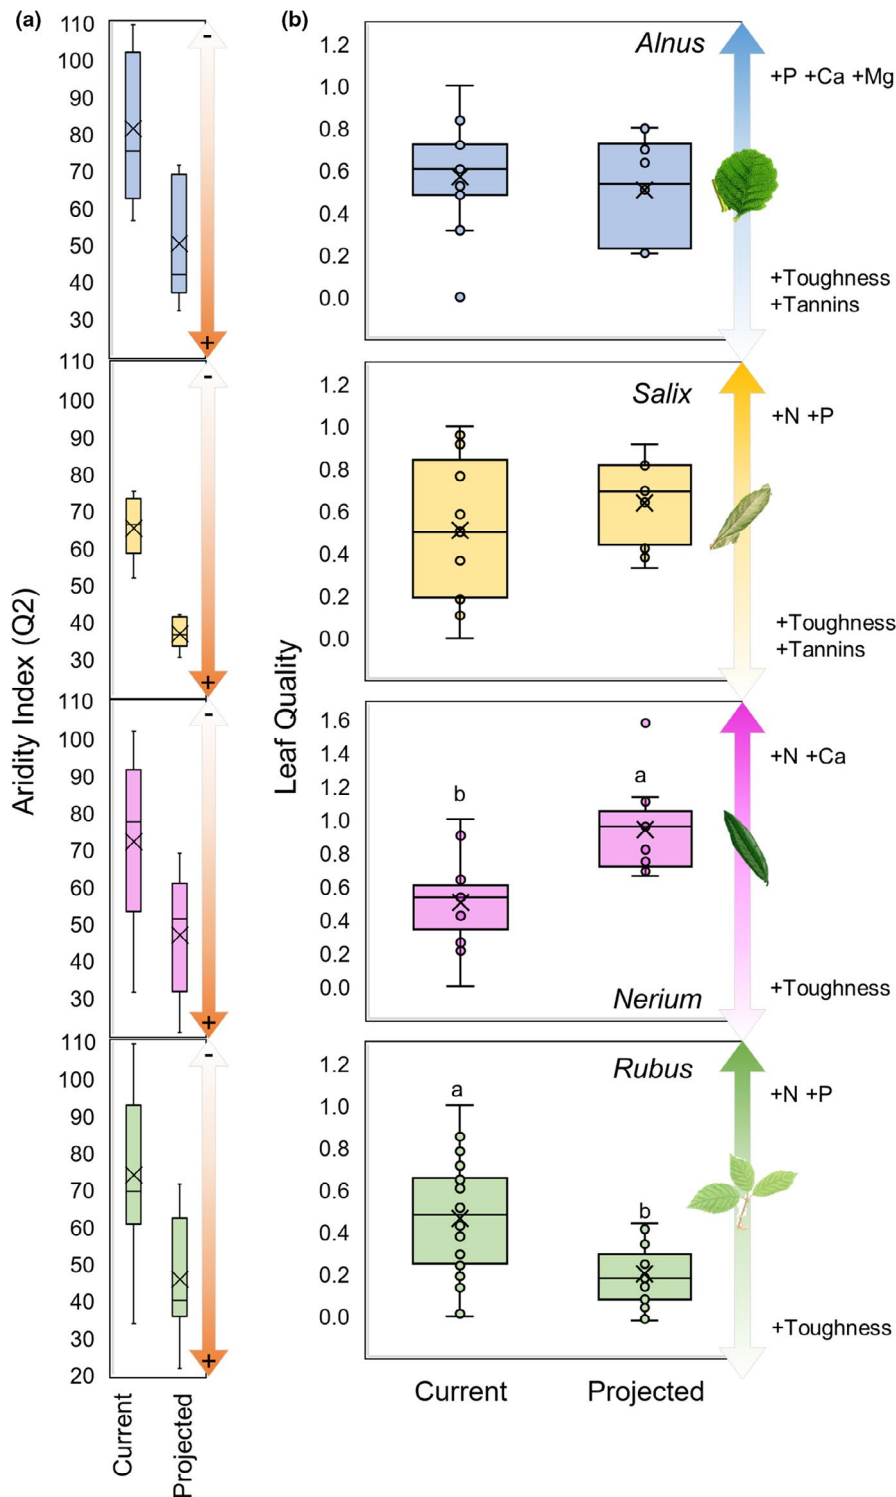 (a)
110
100
90
80
70
60
50
40
30
-
+
110
100
90
80
70
60
50
40
30
-
+
110
100
90
80
70
60
50
40
30
-
+
110
100
90
80
70
60
50
40
30
20
-
+
Aridity Index (Q2)
Current
Projected
(b)
1.2
1.0
0.8
0.6
0.4
0.2
0.0
Alnus
+P +Ca +Mg
+Toughness
+Tannins
1.2
1.0
0.8
0.6
0.4
0.2
0.0
Salix
+N +P
+Toughness
+Tannins
Leaf Quality
1.6
1.4
1.2
1.0
0.8
0.6
0.4
0.2
0.0
b
a
Nerium
+N +Ca
+Toughness
1.2
1.0
0.8
0.6
0.4
0.2
0.0
Rubus
a
b
+N +P
+Toughness
Current
Projected